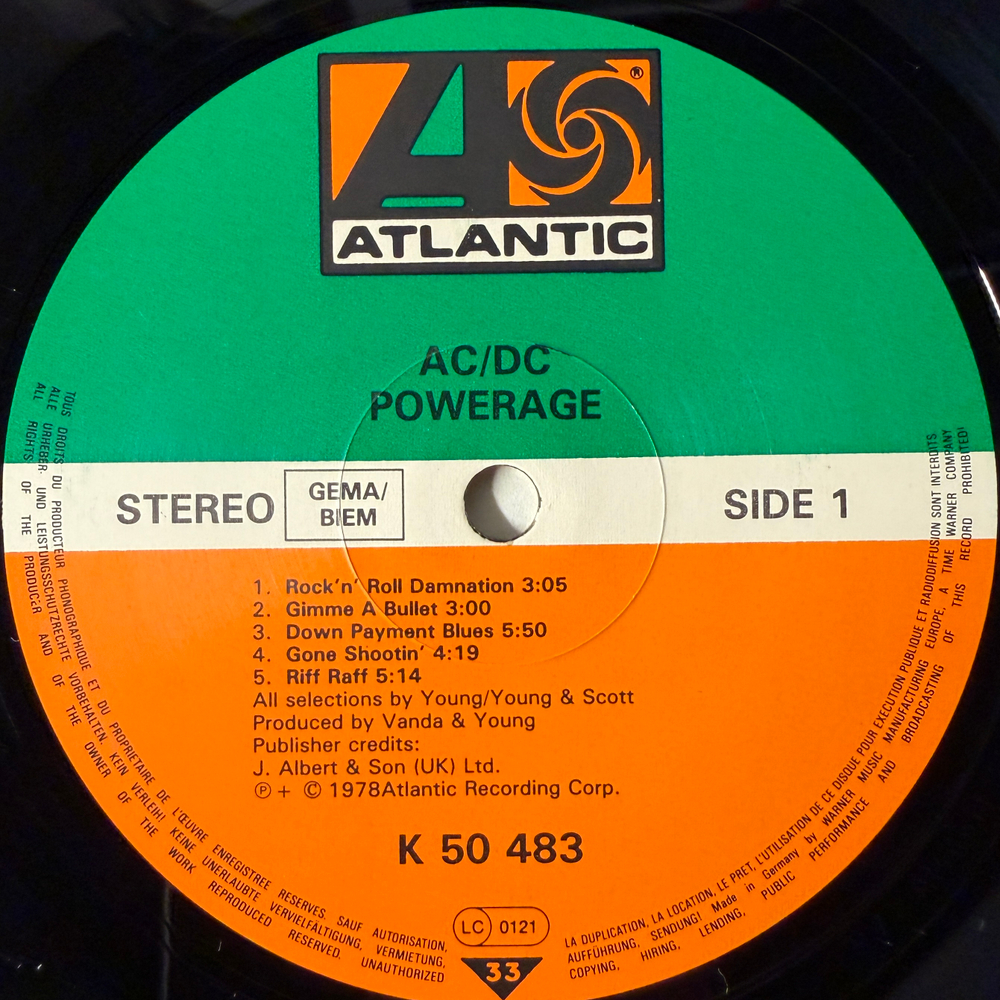 ®
ATLANTIC
AC/DC
POWERAGE
STEREO
GEMA/
BIEM
SIDE 1
1. Rock'n' Roll Damnation 3:05
2. Gimme A Bullet 3:00
3. Down Payment Blues 5:50
4. Gone Shootin' 4:19
5. Riff Raff 5:14
All selections by Young/Young & Scott
Produced by Vanda & Young
Publisher credits:
J. Albert & Son (UK) Ltd.
℗ + © 1978Atlantic Recording Corp.
K 50 483
LC 0121
33
TOUS DROITS DU PRODUCTEUR PHONOGRAPHIQUE ET DU PROPRIETAIRE DE L'ŒUVRE ENREGISTREE RESERVES. SAUF AUTORISATION,
LA DUPLICATION, LA LOCATION, LE PRET, L'UTILISATION DE CE DISQUE POUR EXECUTION PUBLIQUE ET RADIODIFFUSION SONT INTERDITS.
ALLE URHEBER- UND LEISTUNGSSCHUTZRECHTE VORBEHALTEN. KEIN VERLEIH! KEINE UNERLAUBTE VERVIELFÄLTIGUNG, VERMIETUNG,
AUFFÜHRUNG, SENDUNG! Made in Germany by WARNER MUSIC MANUFACTURING EUROPE. A TIME WARNER COMPANY
ALL RIGHTS OF THE PRODUCER AND OF THE OWNER OF THE WORK REPRODUCED RESERVED. UNAUTHORIZED
COPYING, HIRING, LENDING, PUBLIC PERFORMANCE AND BROADCASTING OF THIS RECORD PROHIBITED!